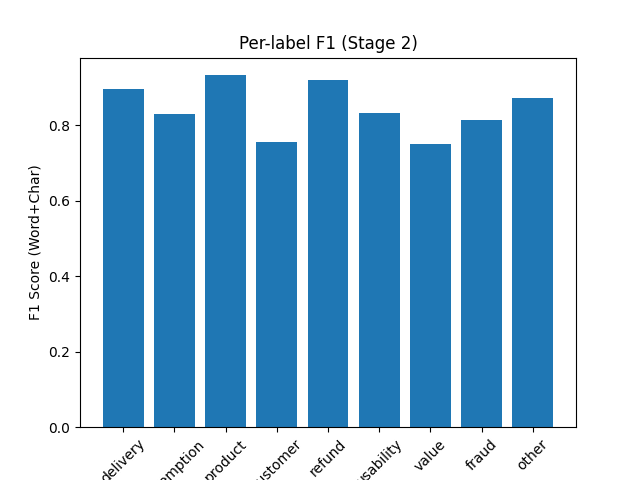 Per-label F1 (Stage 2)
F1 Score (Word+Char)
0.8
0.6
0.4
0.2
0.0
delivery
emption
product
ustomer
refund
usability
value
fraud
other